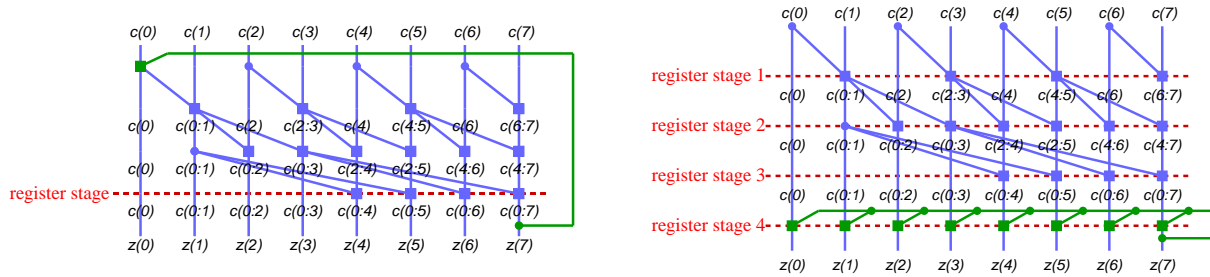 c(0) c(1) c(2) c(3) c(4) c(5) c(6) c(7)
c(0) c(0:1) c(2) c(2:3) c(4) c(4:5) c(6) c(6:7)
c(0) c(0:1) c(0:2) c(0:3) c(2:4) c(2:5) c(4:6) c(4:7)
register stage
c(0) c(0:1) c(0:2) c(0:3) c(0:4) c(0:5) c(0:6) c(0:7)
z(0) z(1) z(2) z(3) z(4) z(5) z(6) z(7)
c(0) c(1) c(2) c(3) c(4) c(5) c(6) c(7)
register stage 1
c(0) c(0:1) c(2) c(2:3) c(4) c(4:5) c(6) c(6:7)
register stage 2
c(0) c(0:1) c(0:2) c(0:3) c(2:4) c(2:5) c(4:6) c(4:7)
register stage 3
c(0) c(0:1) c(0:2) c(0:3) c(0:4) c(0:5) c(0:6) c(0:7)
register stage 4
z(0) z(1) z(2) z(3) z(4) z(5) z(6) z(7)